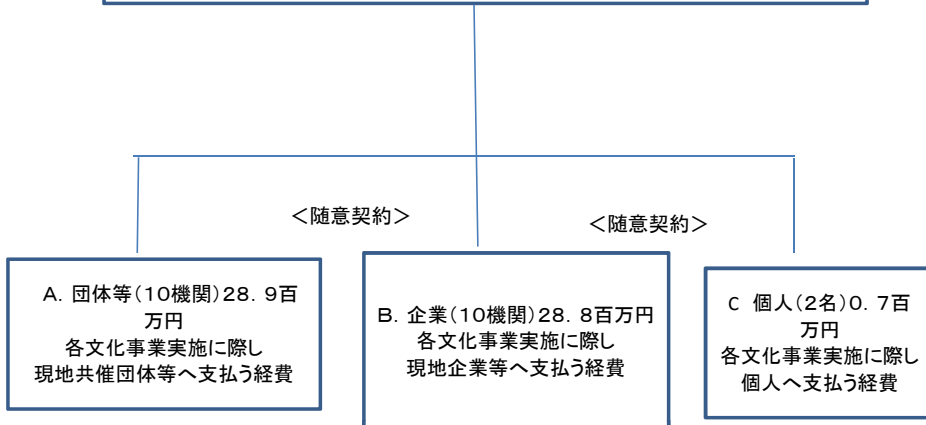 ＜随意契約＞
＜随意契約＞
A. 団体等(10機関)28. 9百
万円
各文化事業実施に際し
現地共催団体等へ支払う経費
B. 企業(10機関)28. 8百万円
各文化事業実施に際し
現地企業等へ支払う経費
C 個人(2名)0. 7百
万円
各文化事業実施に際し
個人へ支払う経費